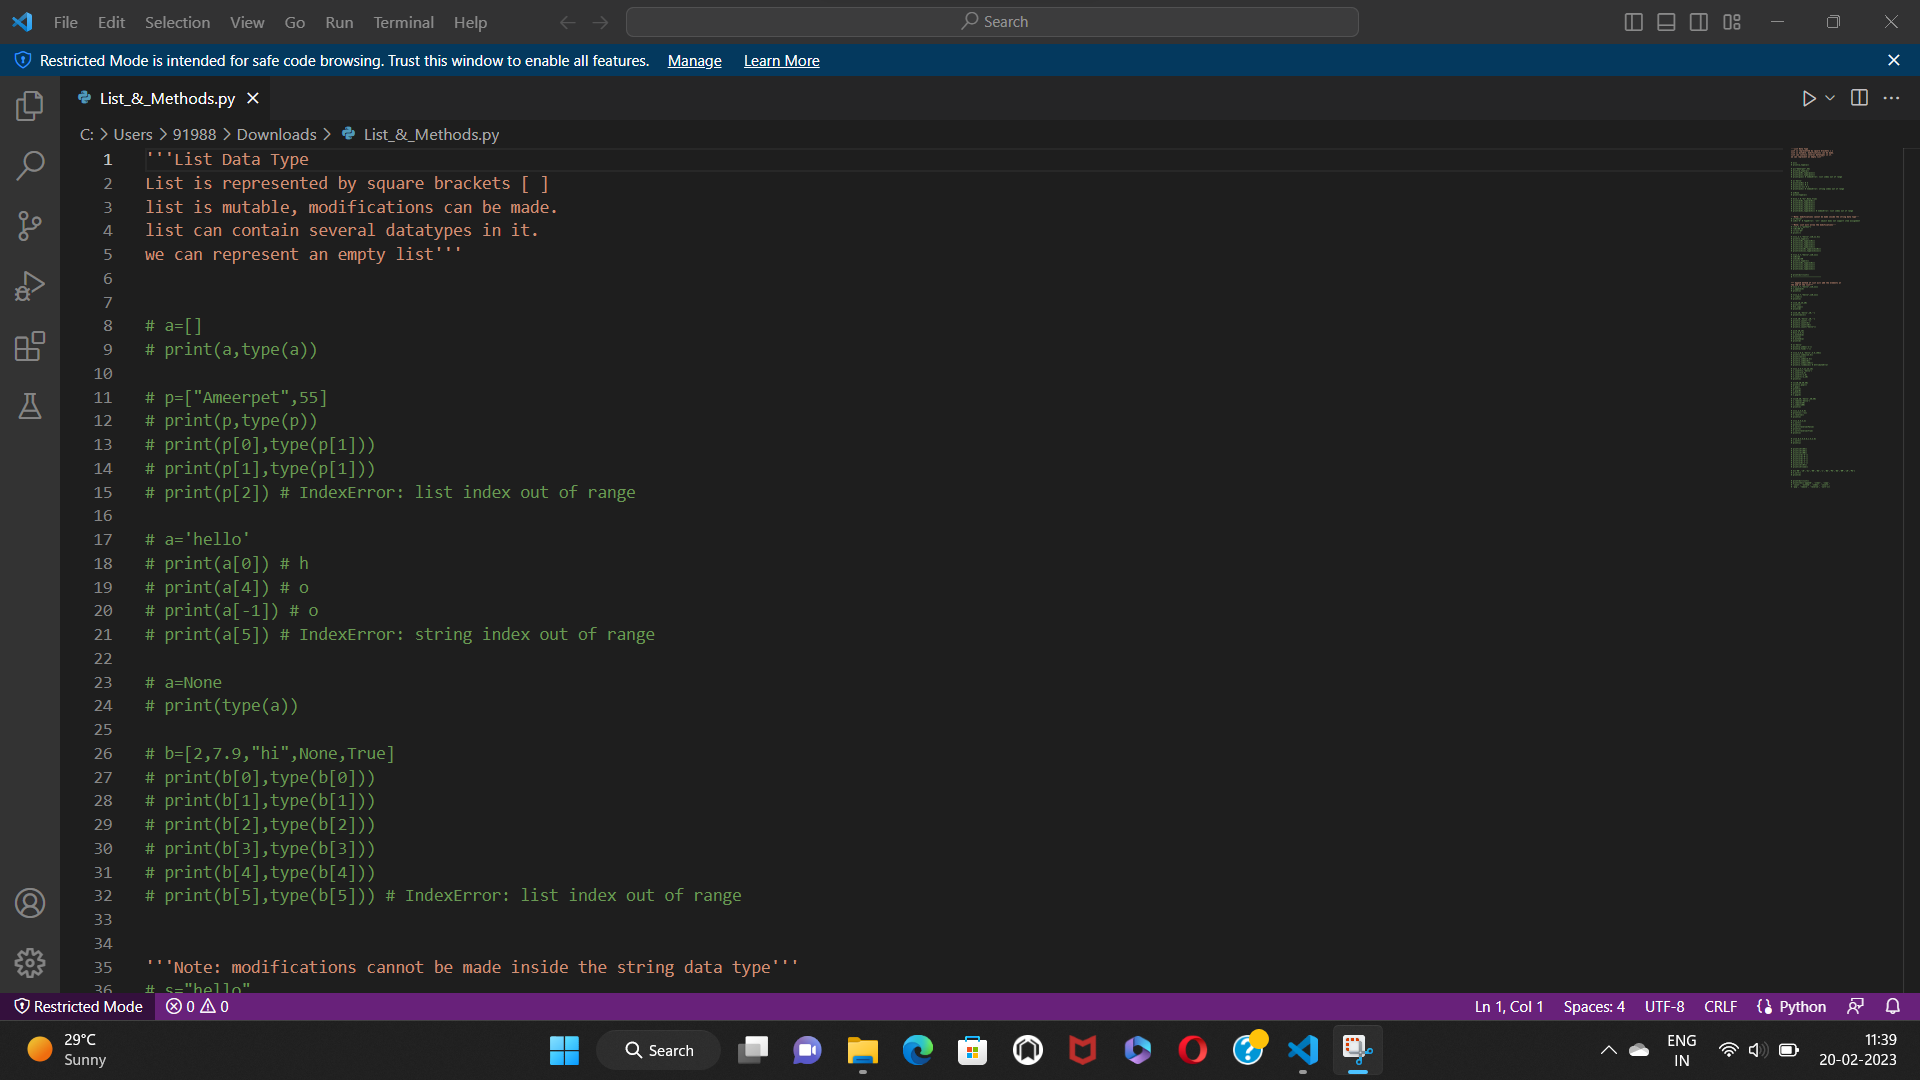 File Edit Selection View Go Run Terminal Help Search
Restricted Mode is intended for safe code browsing. Trust this window to enable all features. Manage Learn More
List_&_Methods.py
C: > Users > 91988 > Downloads > List_&_Methods.py
1 '''List Data Type
2 List is represented by square brackets [ ]
3 list is mutable, modifications can be made.
4 list can contain several datatypes in it.
5 we can represent an empty list'''
6
7
8 # a=[]
9 # print(a,type(a))
10
11 # p=["Ameerpet",55]
12 # print(p,type(p))
13 # print(p[0],type(p[1]))
14 # print(p[1],type(p[1]))
15 # print(p[2]) # IndexError: list index out of range
16
17 # a='hello'
18 # print(a[0]) # h
19 # print(a[4]) # o
20 # print(a[-1]) # o
21 # print(a[5]) # IndexError: string index out of range
22
23 # a=None
24 # print(type(a))
25
26 # b=[2,7.9,"hi",None,True]
27 # print(b[0],type(b[0]))
28 # print(b[1],type(b[1]))
29 # print(b[2],type(b[2]))
30 # print(b[3],type(b[3]))
31 # print(b[4],type(b[4]))
32 # print(b[5],type(b[5])) # IndexError: list index out of range
33
34
35 '''Note: modifications cannot be made inside the string data type'''
36 # s="hello"
Restricted Mode 0 0 Ln 1, Col 1 Spaces: 4 UTF-8 CRLF Python
29°C
Sunny
Search
ENG
IN
11:39
20-02-2023